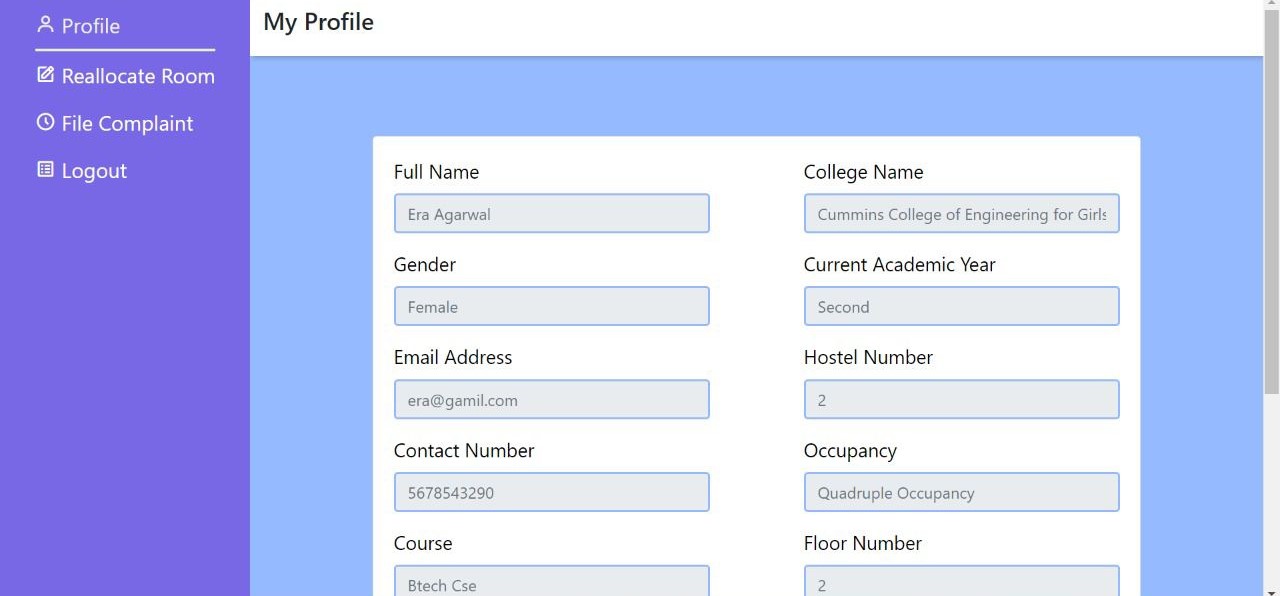 Profile
Reallocate Room
File Complaint
Logout
My Profile
Full Name
Era Agarwal
College Name
Cummins College of Engineering for Girls
Gender
Female
Current Academic Year
Second
Email Address
era@gamil.com
Hostel Number
2
Contact Number
5678543290
Occupancy
Quadruple Occupancy
Course
Btech Cse
Floor Number
2